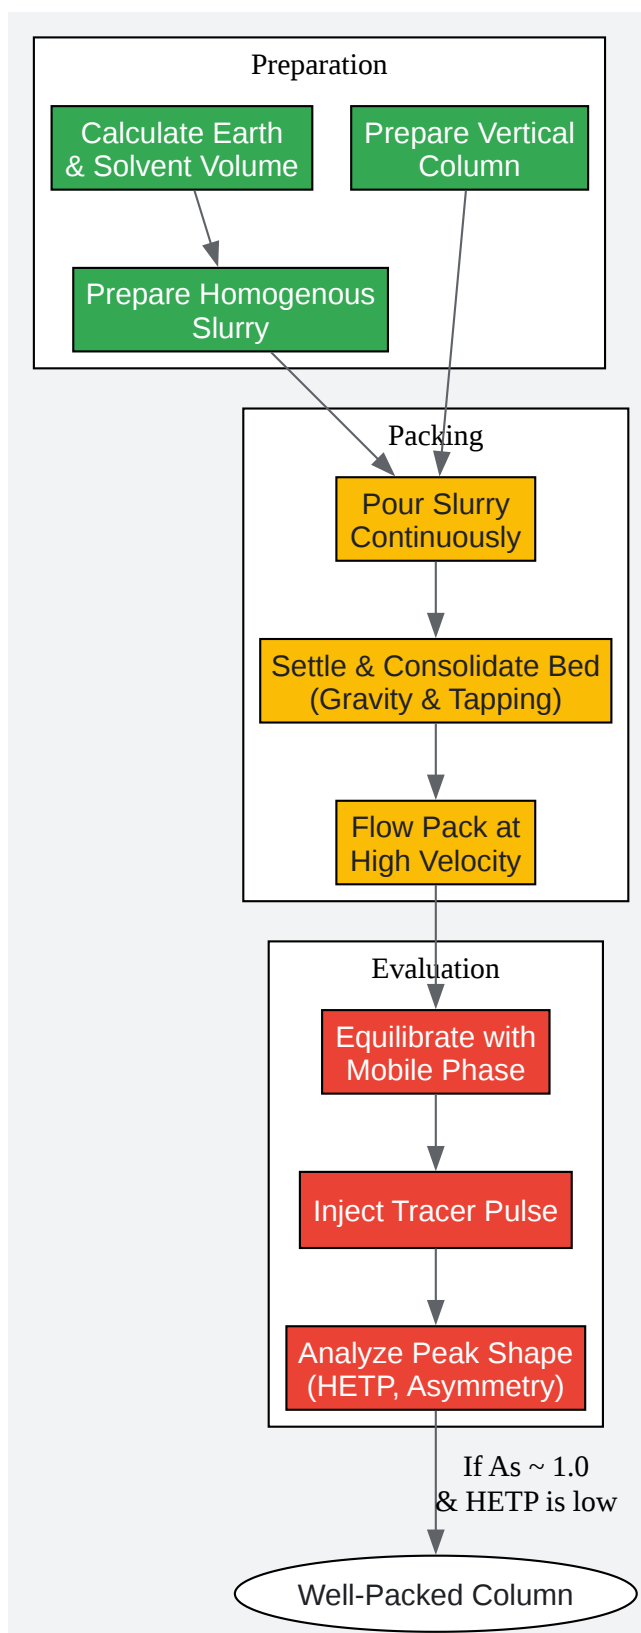 Preparation
Calculate Earth
& Solvent Volume
Prepare Vertical
Column
Prepare Homogenous
Slurry
Packing
Pour Slurry
Continuously
Settle & Consolidate Bed
(Gravity & Tapping)
Flow Pack at
High Velocity
Evaluation
Equilibrate with
Mobile Phase
Inject Tracer Pulse
Analyze Peak Shape
(HETP, Asymmetry)
If As ~ 1.0
& HETP is low
Well-Packed Column